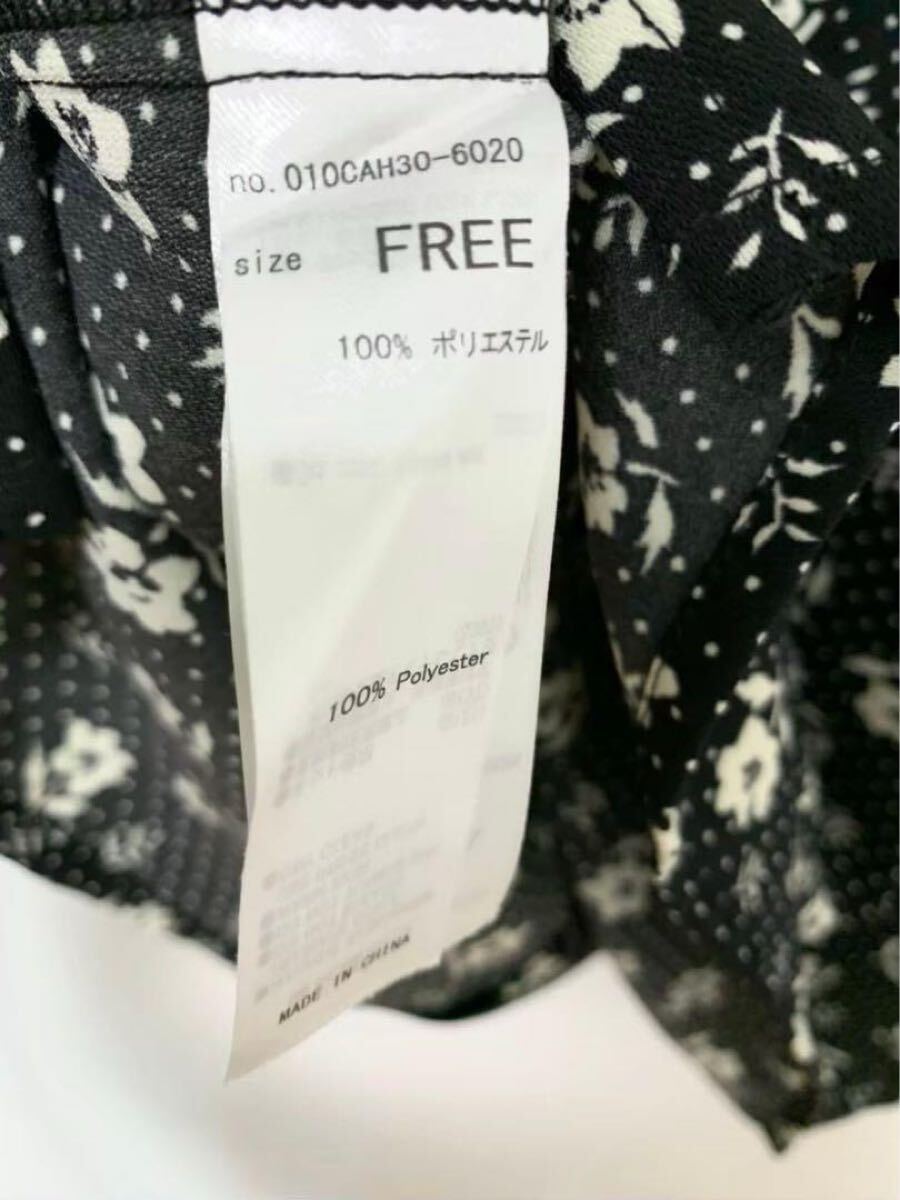 no. 010CAH30-6020
size FREE
100% ポリエステル
100% Polyester
MADE IN CHINA